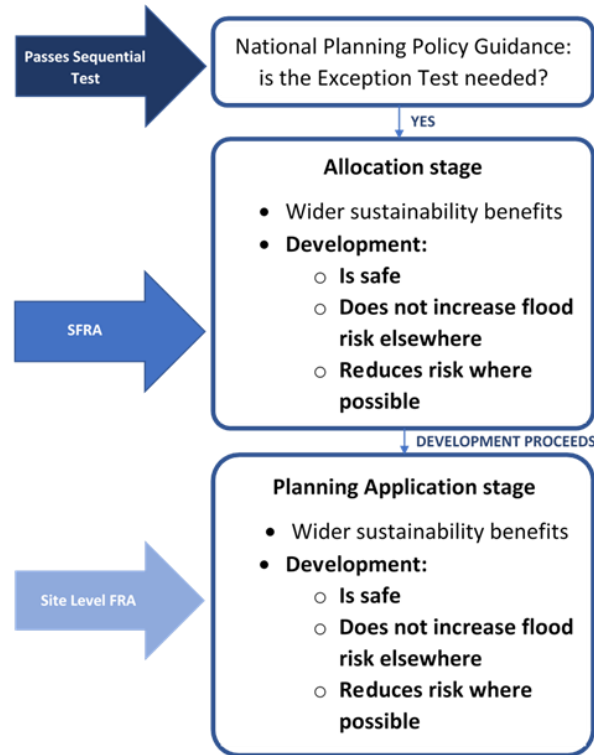 Passes Sequential
Test
National Planning Policy Guidance:
is the Exception Test needed?
YES
Allocation stage
• Wider sustainability benefits
• Development:
o Is safe
o Does not increase flood
risk elsewhere
o Reduces risk where
possible
SFRA
DEVELOPMENT PROCEEDS
Planning Application stage
• Wider sustainability benefits
• Development:
o Is safe
o Does not increase flood
risk elsewhere
o Reduces risk where
possible
Site Level FRA